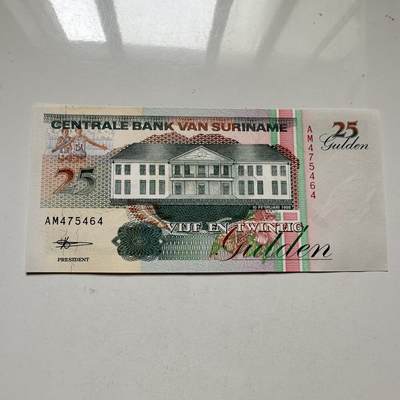 CENTRALE BANK VAN SURINAME
25
Gulden
AM475464
25
AM475464
PRESIDENT
VIJF EN TWINTIG
Gulden